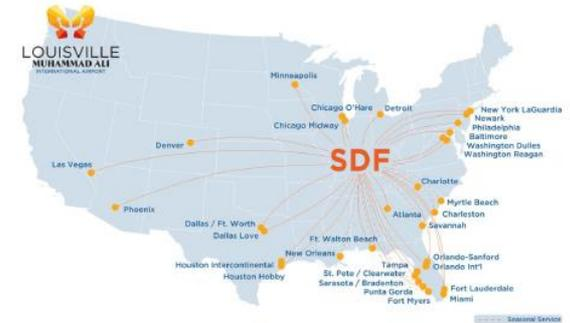 LOUISVILLE
MUHAMMAD ALI
INTERNATIONAL AIRPORT
Minneapolis
Chicago O'Hare
Detroit
New York LaGuardia
Newark
Chicago Midway
Philadelphia
Baltimore
Denver
Washington Dulles
Washington Reagan
SDF
Las Vegas
Charlotte
Phoenix
Myrtle Beach
Atlanta
Charleston
Dallas / Ft. Worth
Savannah
Dallas Love
Ft. Walton Beach
New Orleans
Orlando-Sanford
Houston Intercontinental
Tampa
Orlando Int'l
Houston Hobby
St. Pete / Clearwater
Sarasota / Bradenton
Punta Gorda
Fort Lauderdale
Fort Myers
Miami
Seasonal Service